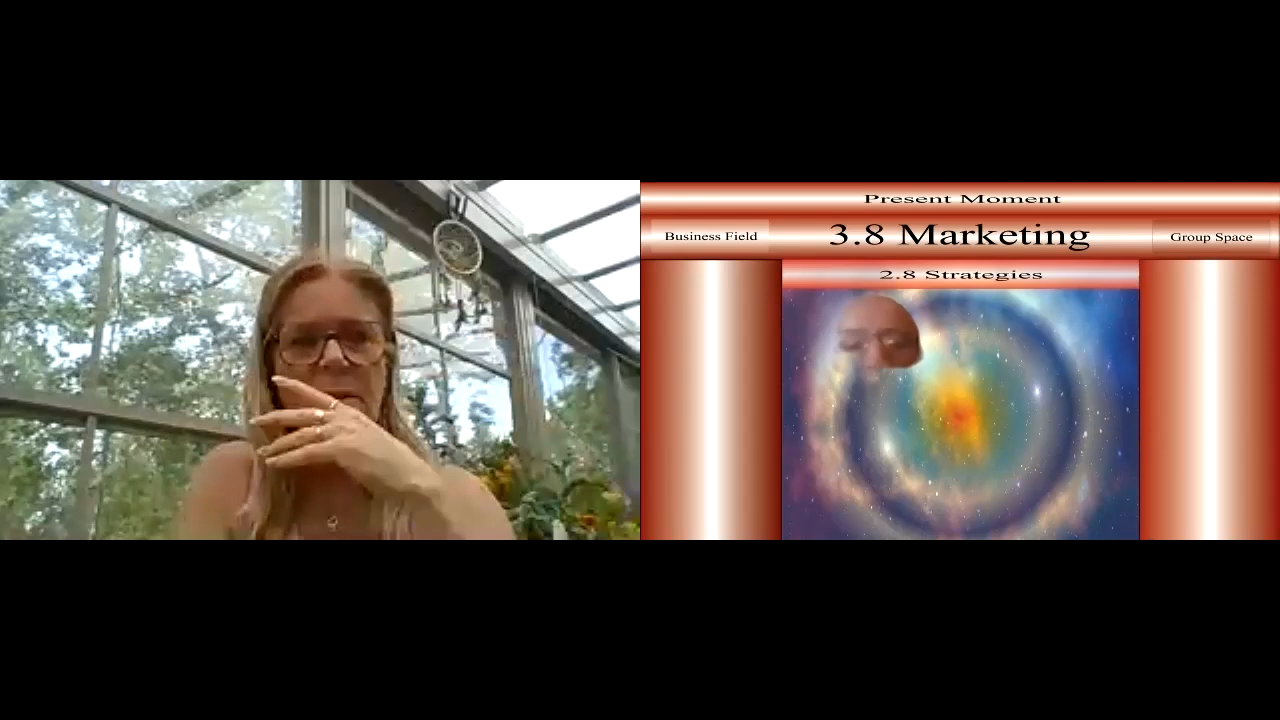 Present Moment
Business Field
3.8 Marketing
Group Space
2.8 Strategies